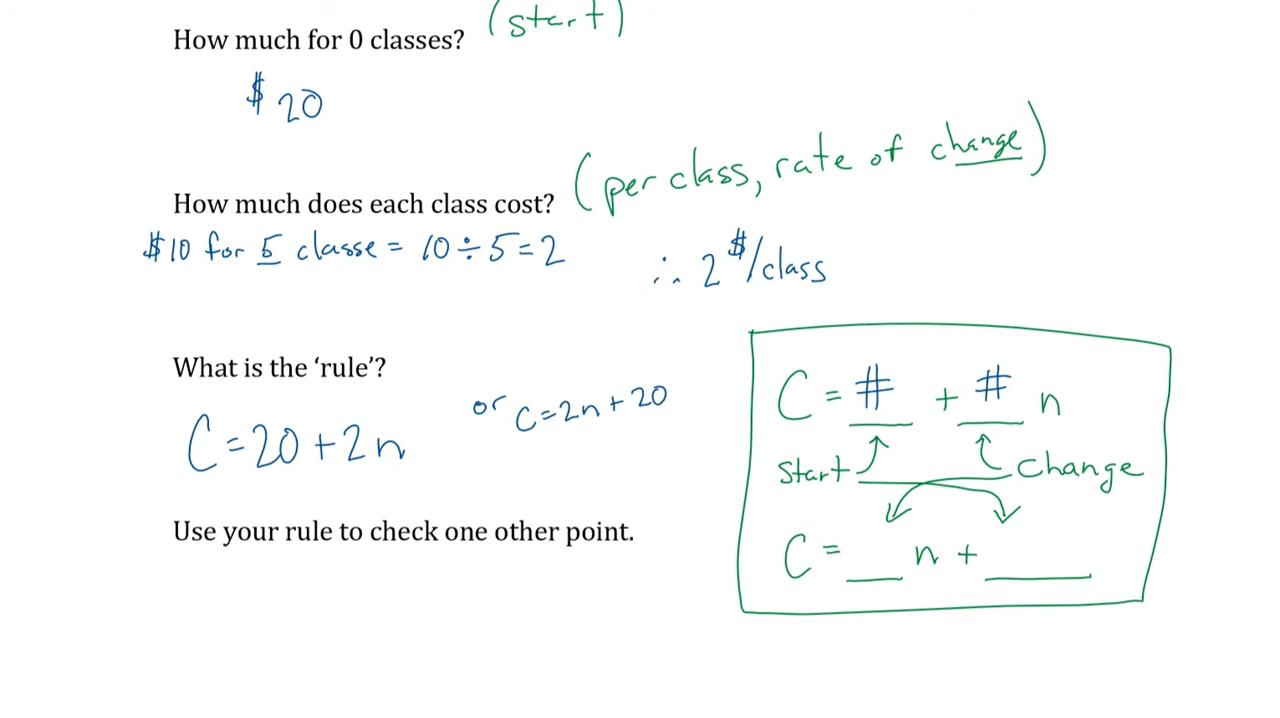 How much for 0 classes? (start)
$ 20
(per class, rate of change)
How much does each class cost?
$10 for 5 classe = 10 ÷ 5 = 2
∴ 2 $/class
What is the ‘rule’?
C = 20 + 2n
or C = 2n + 20
Use your rule to check one other point.
C = # + # n
Start change
C = ___ n + ___